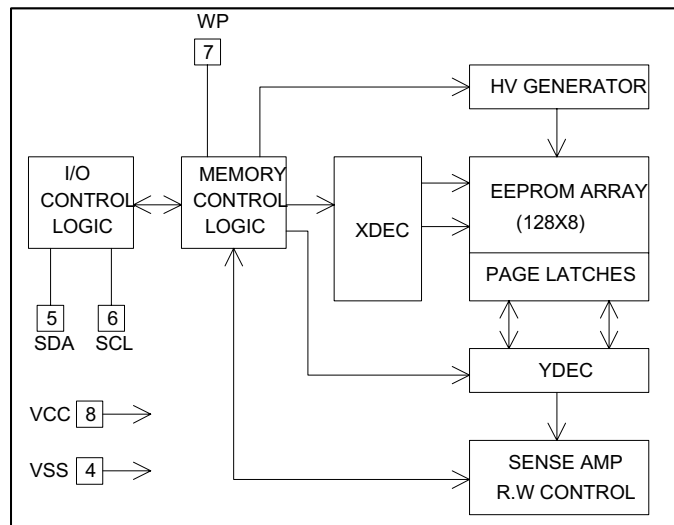 WP
7
HV GENERATOR
I/O
CONTROL
LOGIC
MEMORY
CONTROL
LOGIC
XDEC
EEPROM ARRAY
(128X8)
PAGE LATCHES
5
SDA
6
SCL
YDEC
VCC 8
VSS 4
SENSE AMP
R.W CONTROL